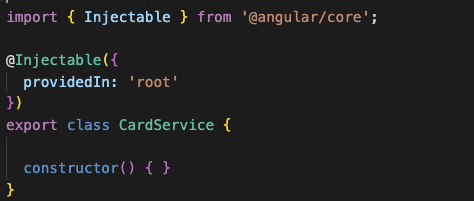 import { Injectable } from '@angular/core';
@Injectable({
  providedIn: 'root'
})
export class CardService {
  constructor() { }
}